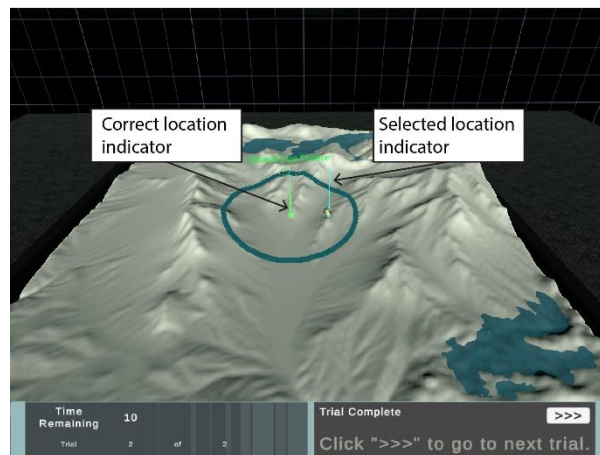 Correct location
indicator
Selected location
indicator
Time
Remaining
10
Trial
2
of
2
Trial Complete
>>>
Click ">>>" to go to next trial.